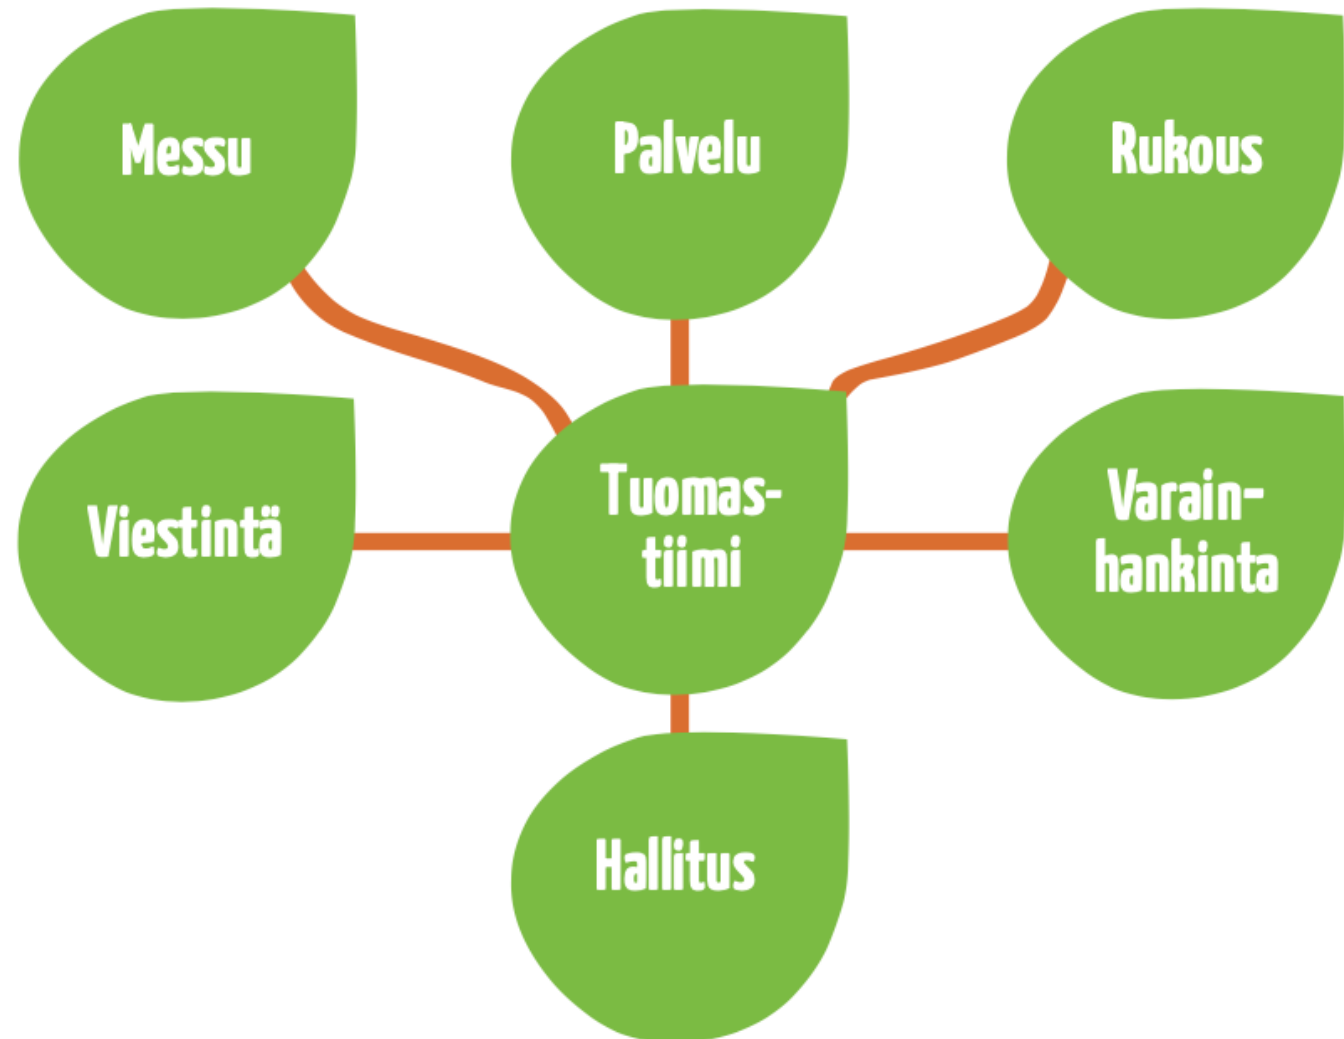 Messu
Palvelu
Rukous
Viestintä
Tuomas-
tiimi
Varain-
hankinta
Hallitus